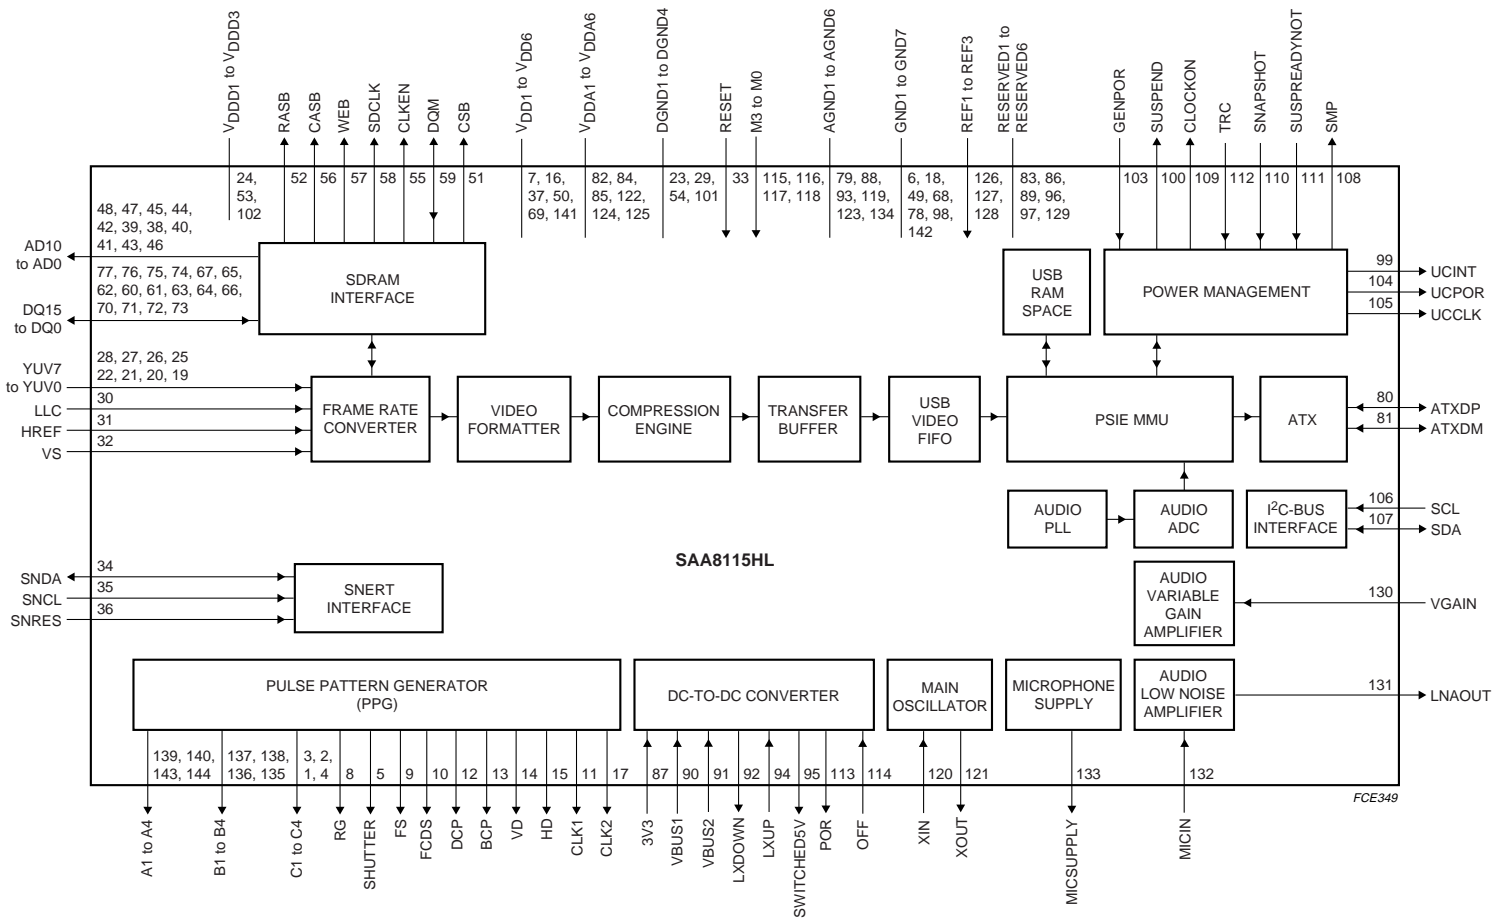 VDDD1 to VDDD3
RASB
CASB
WEB
SDCLK
CLKEN
DQM
CSB
VDD1 to VDD6
VDDA1 to VDDA6
DGND1 to DGND4
RESET
M3 to M0
AGND1 to AGND6
GND1 to GND7
REF1 to REF3
RESERVED1 to
RESERVED6
GENPOR
SUSPEND
CLOCKON
TRC
SNAPSHOT
SUSPREADYNOT
SMP
24,
53,
102
52
56
57
58
55
59
51
7, 16,
37, 50,
69, 141
82, 84,
85, 122,
124, 125
23, 29,
54, 101
33
115, 116,
117, 118
79, 88,
93, 119,
123, 134
6, 18,
49, 68,
78, 98,
142
126,
127,
128
83, 86,
89, 96,
97, 129
103
100
109
112
110
111
108
48, 47, 45, 44,
42, 39, 38, 40,
41, 43, 46
AD10
to AD0
77, 76, 75, 74, 67, 65,
62, 60, 61, 63, 64, 66,
70, 71, 72, 73
DQ15
to DQ0
SDRAM
INTERFACE
USB
RAM
SPACE
POWER MANAGEMENT
99
UCINT
104
UCPOR
105
UCCLK
28, 27, 26, 25
22, 21, 20, 19
YUV7
to YUV0
30
LLC
31
HREF
32
VS
FRAME RATE
CONVERTER
VIDEO
FORMATTER
COMPRESSION
ENGINE
TRANSFER
BUFFER
USB
VIDEO
FIFO
PSIE MMU
ATX
80
ATXDP
81
ATXDM
AUDIO
PLL
AUDIO
ADC
I2C-BUS
INTERFACE
106
SCL
107
SDA
SAA8115HL
34
SNDA
35
SNCL
36
SNRES
SNERT
INTERFACE
AUDIO
VARIABLE
GAIN
AMPLIFIER
130
VGAIN
PULSE PATTERN GENERATOR
(PPG)
DC-TO-DC CONVERTER
MAIN
OSCILLATOR
MICROPHONE
SUPPLY
AUDIO
LOW NOISE
AMPLIFIER
131
LNAOUT
139, 140,
143, 144
137, 138,
136, 135
3, 2,
1, 4
8
5
9
10
12
13
14
15
11
17
87
90
91
92
94
95
113
114
120
121
133
132
FCE349
A1 to A4
B1 to B4
C1 to C4
RG
SHUTTER
FS
FCDS
DCP
BCP
VD
HD
CLK1
CLK2
3V3
VBUS1
VBUS2
LXDOWN
LXUP
SWITCHED5V
POR
OFF
XIN
XOUT
MICSUPPLY
MICIN